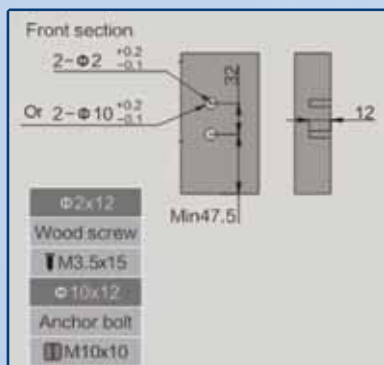 Front section
2-Φ2 +0.2 -0.1
32
Or 2-Φ10 +0.2 -0.1
12
Min47.5
Φ2x12
Wood screw
M3.5x15
Φ10x12
Anchor bolt
M10x10